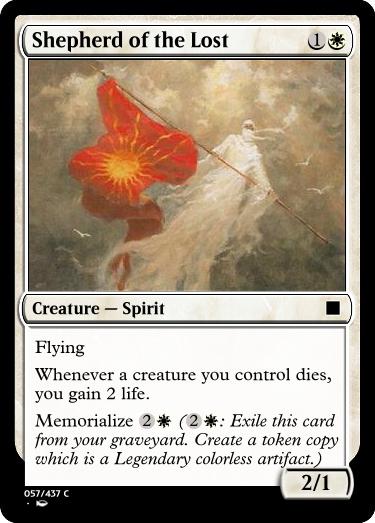 Shepherd of the Lost 1
Creature — Spirit
Flying
Whenever a creature you control dies,
you gain 2 life.
Memorialize 2 (2: Exile this card
from your graveyard. Create a token copy
which is a Legendary colorless artifact.)
2/1
057/437 C